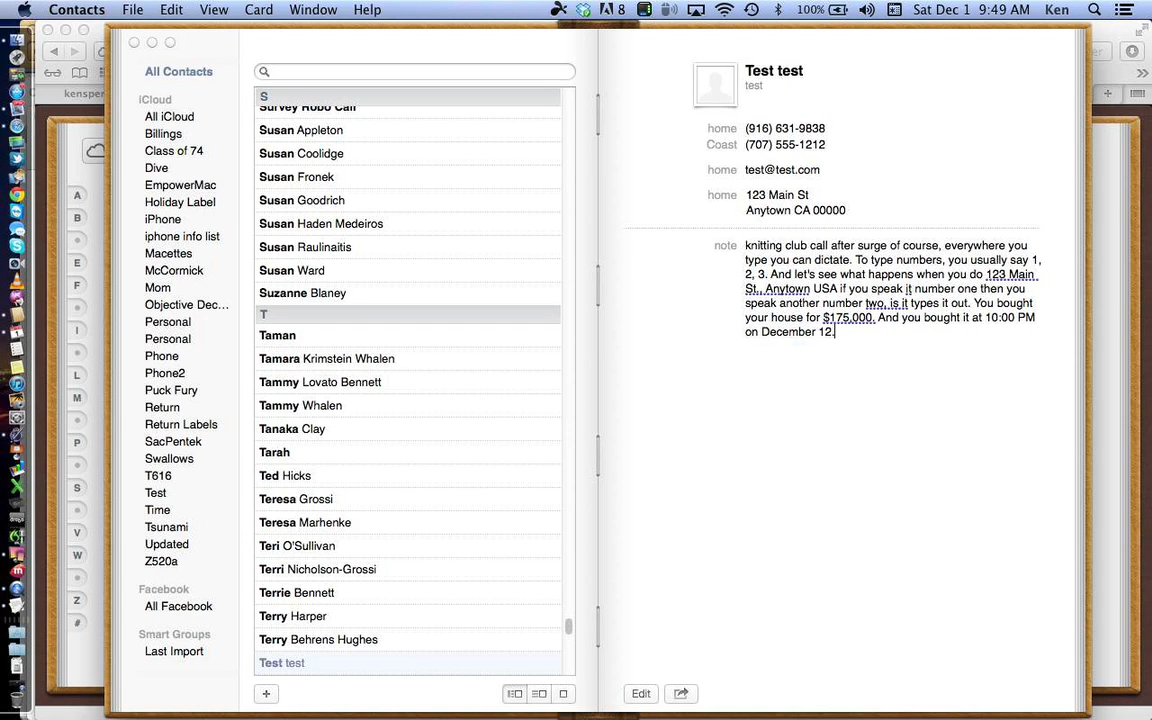 Contacts File Edit View Card Window Help 8 100% Sat Dec 1 9:49 AM Ken
kensper
A
B
E
F
I
L
M
P
S
V
W
Z
#
All Contacts
iCloud
All iCloud
Billings
Class of 74
Dive
EmpowerMac
Holiday Label
iPhone
iphone info list
Macettes
McCormick
Mom
Objective Dec...
Personal
Personal
Phone
Phone2
Puck Fury
Return
Return Labels
SacPentek
Swallows
T616
Test
Time
Tsunami
Updated
Z520a
Facebook
All Facebook
Smart Groups
Last Import
S
Survey Robo Call
Susan Appleton
Susan Coolidge
Susan Fronek
Susan Goodrich
Susan Haden Medeiros
Susan Raulinaitis
Susan Ward
Suzanne Blaney
T
Taman
Tamara Krimstein Whalen
Tammy Lovato Bennett
Tammy Whalen
Tanaka Clay
Tarah
Ted Hicks
Teresa Grossi
Teresa Marhenke
Teri O'Sullivan
Terri Nicholson-Grossi
Terrie Bennett
Terry Harper
Terry Behrens Hughes
Test test
Test test
test
home (916) 631-9838
Coast (707) 555-1212
home test@test.com
home 123 Main St
Anytown CA 00000
note knitting club call after surge of course, everywhere you
type you can dictate. To type numbers, you usually say 1,
2, 3. And let's see what happens when you do 123 Main
St., Anytown USA if you speak it number one then you
speak another number two, is it types it out. You bought
your house for $175,000. And you bought it at 10:00 PM
on December 12.
Edit